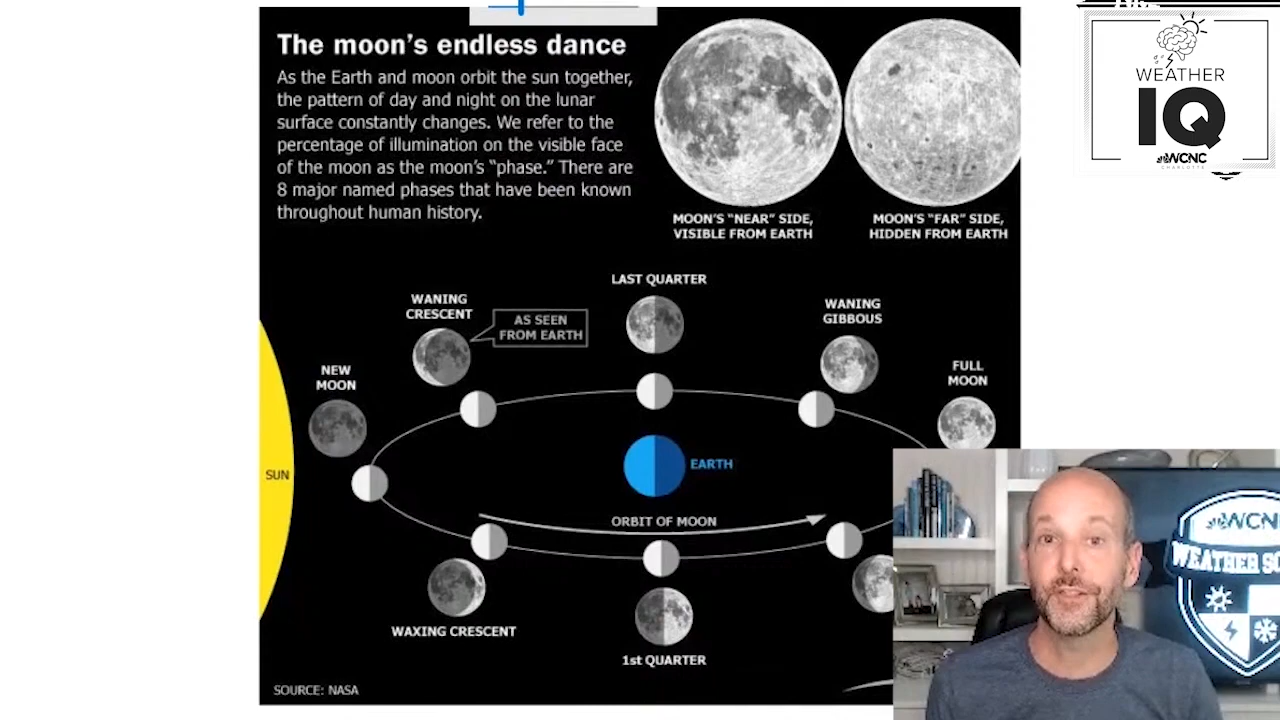 The moon's endless dance
As the Earth and moon orbit the sun together,
the pattern of day and night on the lunar
surface constantly changes. We refer to the
percentage of illumination on the visible face
of the moon as the moon's “phase.” There are
8 major named phases that have been known
throughout human history.
MOON'S “NEAR” SIDE,
VISIBLE FROM EARTH
MOON'S “FAR” SIDE,
HIDDEN FROM EARTH
WEATHER
IQ
WCNC
CHARLOTTE
LAST QUARTER
WANING
CRESCENT
AS SEEN
FROM EARTH
WANING
GIBBOUS
NEW
MOON
FULL
MOON
SUN
EARTH
ORBIT OF MOON
WAXING CRESCENT
1st QUARTER
SOURCE: NASA
WCN
WEATHER